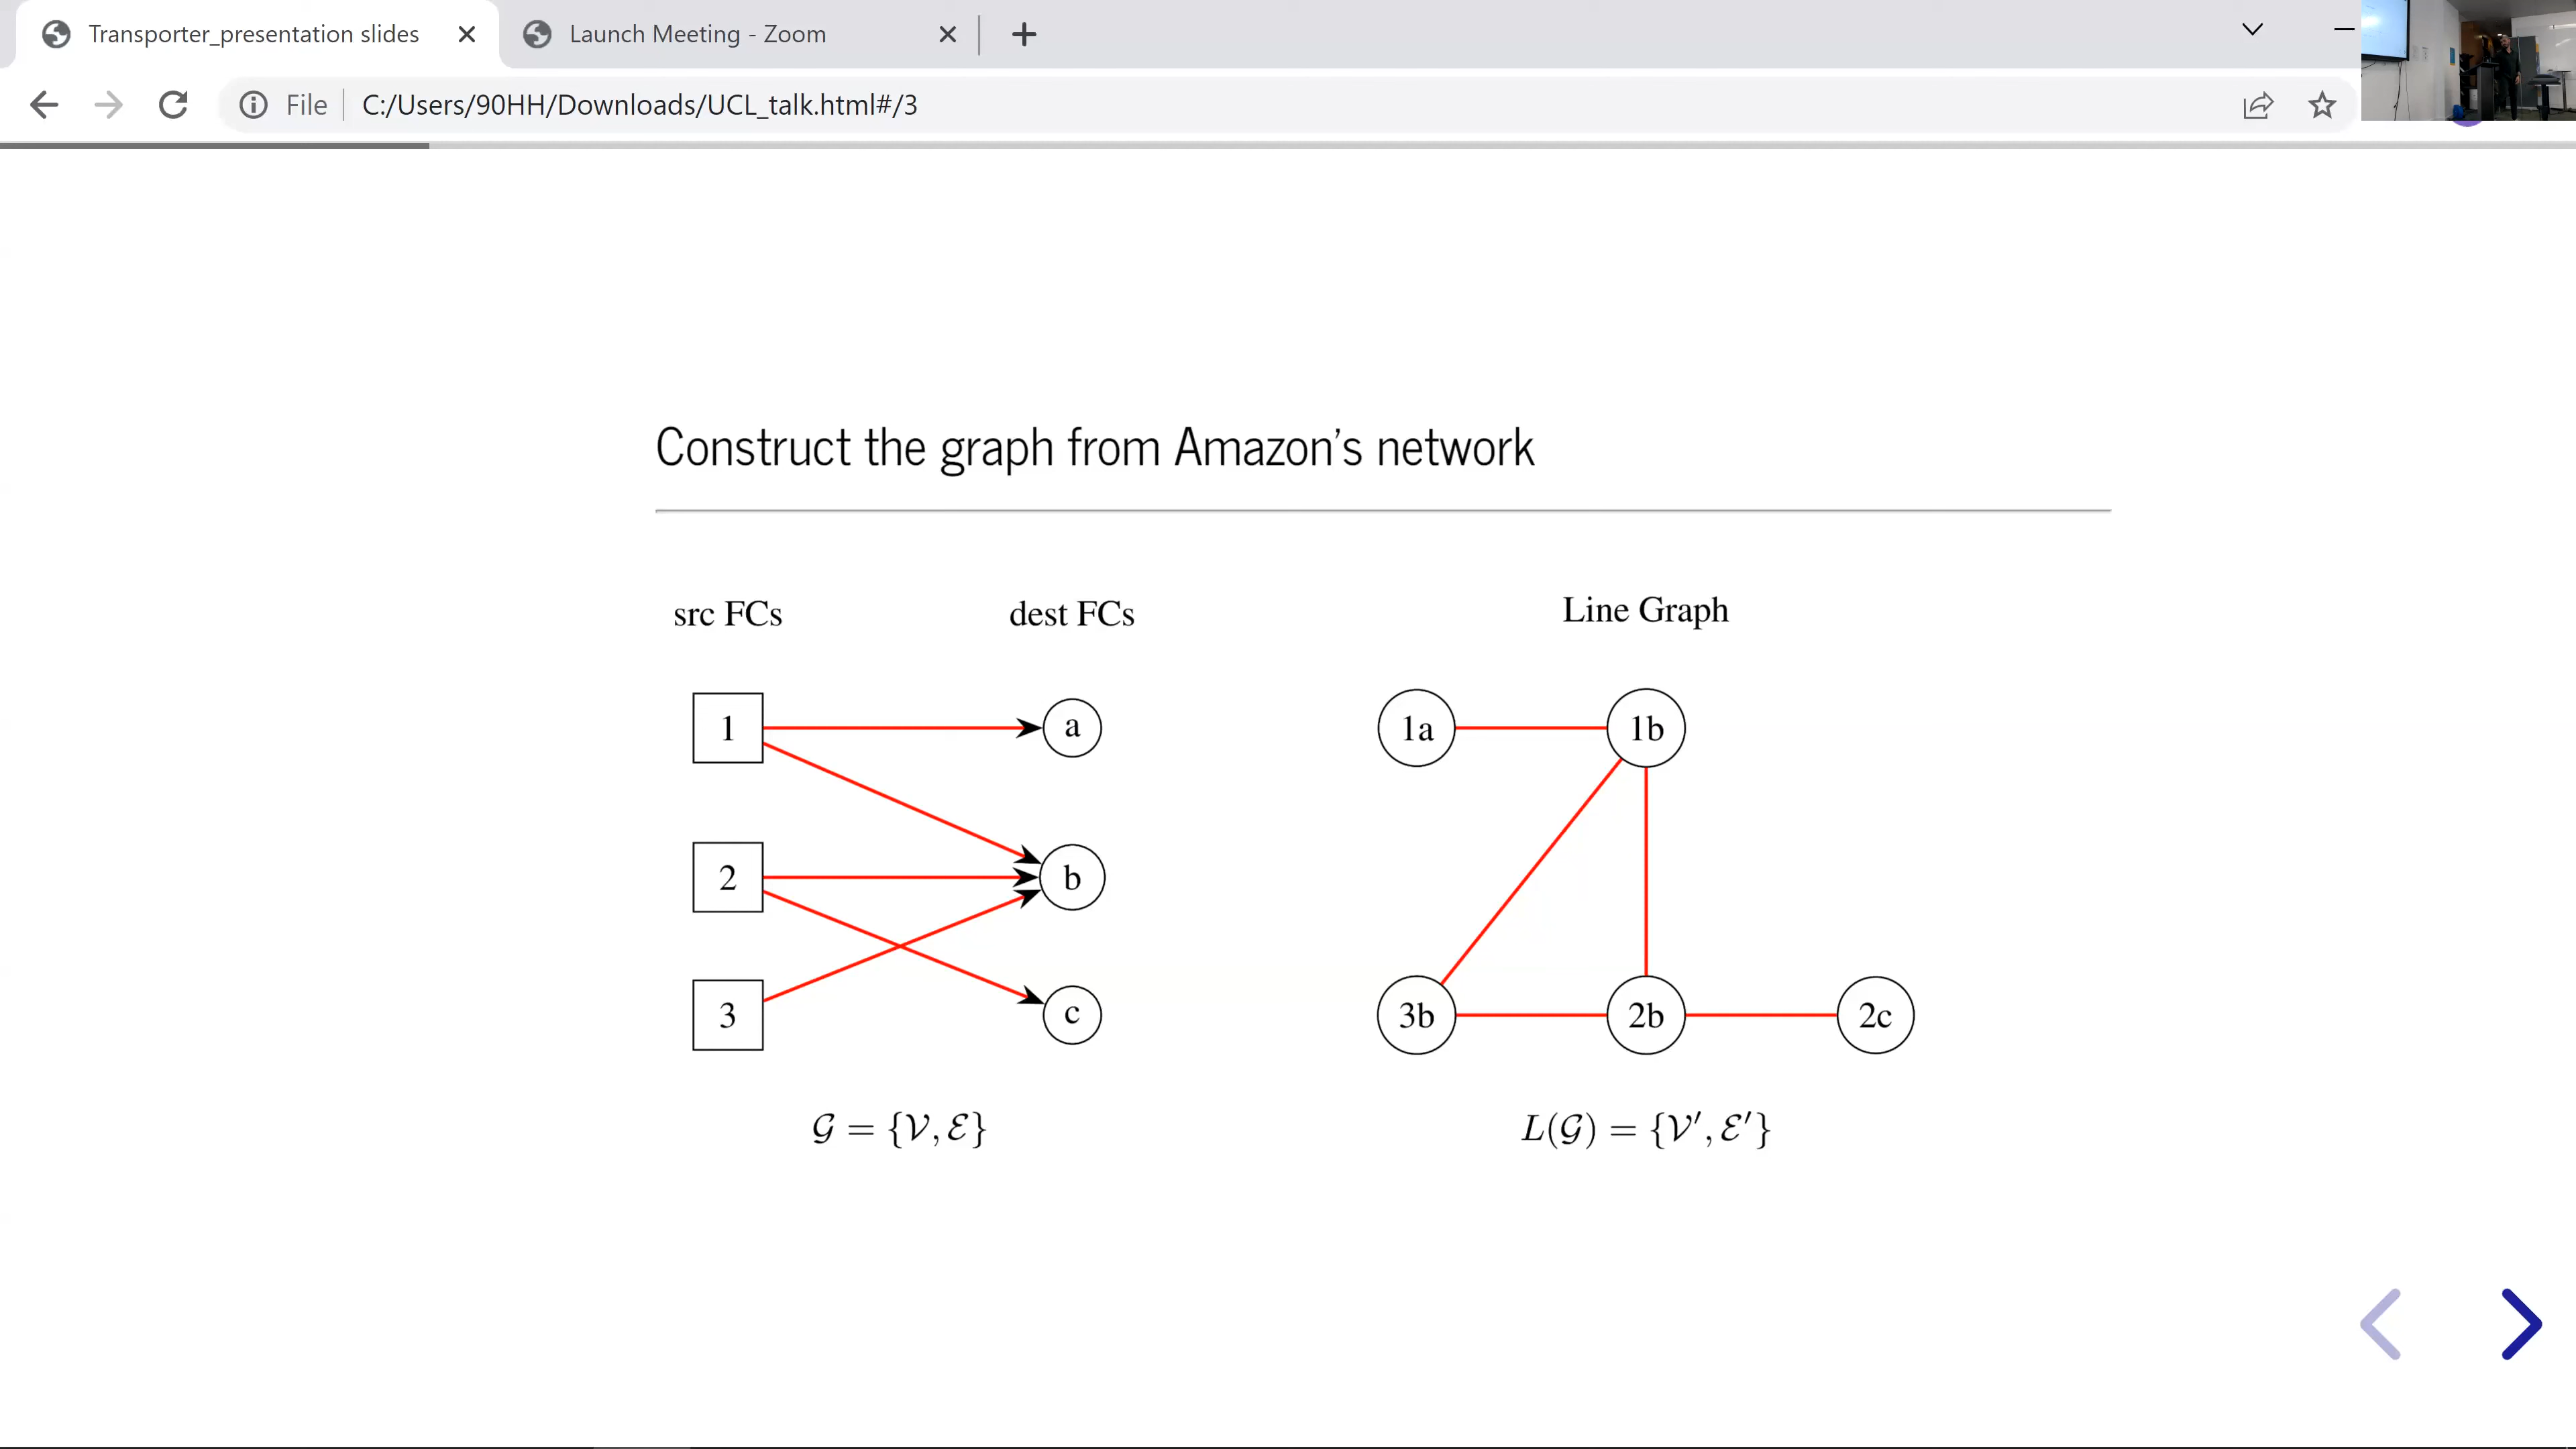 Transporter_presentation slides
Launch Meeting - Zoom
File
C:/Users/90HH/Downloads/UCL_talk.html#/3
Construct the graph from Amazon's network
src FCs dest FCs
Line Graph
1 a
1a 1b
2 b
3 c
3b 2b 2c
𝒢 = {𝒱, ℰ}
L(𝒢) = {𝒱′, ℰ′}